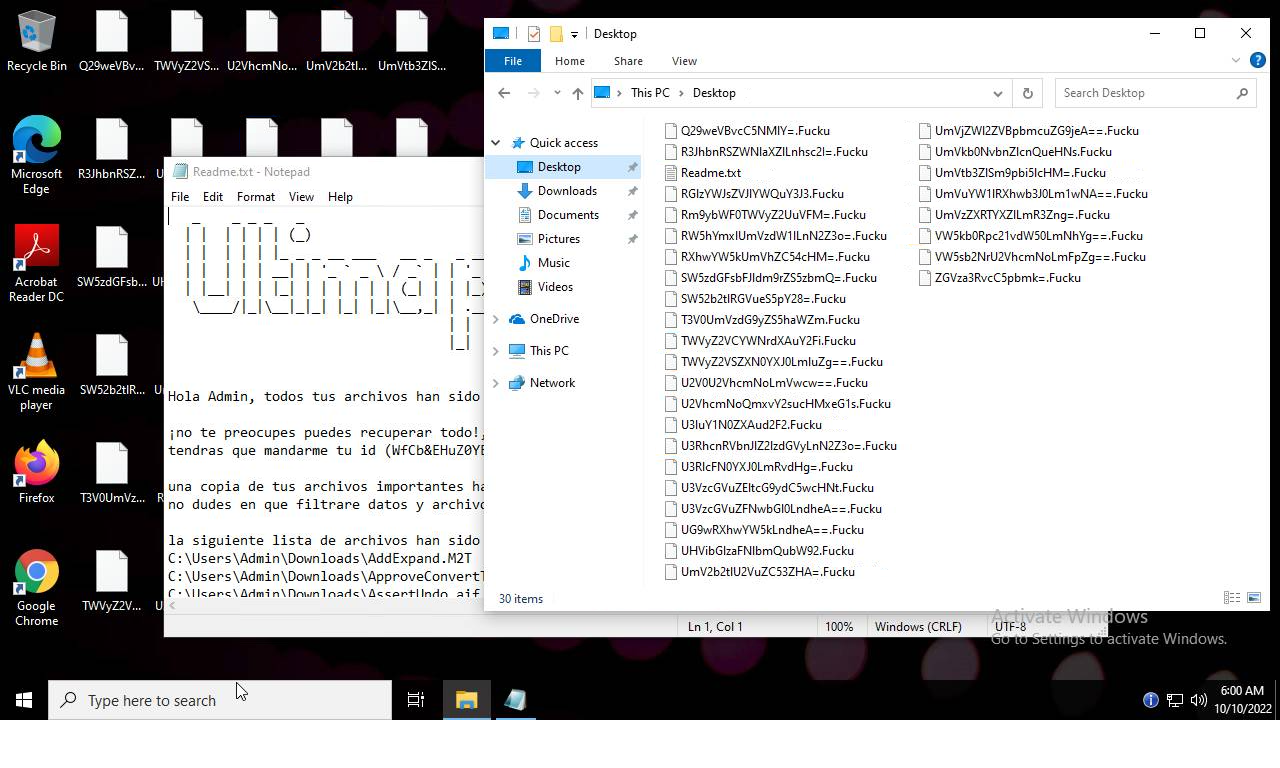 Recycle Bin
Q29weVBv...
TWVyZ2VS...
U2VhcmNo...
UmV2b2tl...
UmVtb3ZlS...
Microsoft Edge
R3JhbnRSZ...
Acrobat Reader DC
SW5zdGFsb...
VLC media player
SW52b2tlR...
Firefox
T3V0UmVz...
Google Chrome
TWVyZ2V...
Readme.txt - Notepad
File Edit Format View Help
Hola Admin, todos tus archivos han sido
¡no te preocupes puedes recuperar todo!,
tendras que mandarme tu id (WfCb&EHuZ0YE
una copia de tus archivos importantes ha
no dudes en que filtrare datos y archivo
la siguiente lista de archivos han sido
C:\Users\Admin\Downloads\AddExpand.M2T
C:\Users\Admin\Downloads\ApproveConvertT
C:\Users\Admin\Downloads\AssertUndo.aif
Ln 1, Col 1 100% Windows (CRLF) UTF-8
Desktop
File Home Share View
This PC > Desktop
Search Desktop
Quick access
Desktop
Downloads
Documents
Pictures
Music
Videos
OneDrive
This PC
Network
Q29weVBvcC5NMlY=.Fucku
R3JhbnRSZWNlaXZlLnhsc2I=.Fucku
Readme.txt
RGlzYWJsZVJlYWQuY3J3.Fucku
Rm9ybWF0TWVyZ2UuVFM=.Fucku
RW5hYmxlUmVzdW1lLnN2Z3o=.Fucku
RXhwYW5kUmVhZC54cHM=.Fucku
SW5zdGFsbFJldm9rZS5zbmQ=.Fucku
SW52b2tlRGVueS5pY28=.Fucku
T3V0UmVzdG9yZS5haWZm.Fucku
TWVyZ2VCYWNrdXAuY2Fi.Fucku
TWVyZ2VSZXN0YXJ0LmluZg==.Fucku
U2V0U2VhcmNoLmVwcw==.Fucku
U2VhcmNoQmxvY2sucHMxeG1s.Fucku
U3luY1N0ZXAud2F2.Fucku
U3RhcnRVbnJlZ2lzdGVyLnN2Z3o=.Fucku
U3RlcFN0YXJ0LmRvdHg=.Fucku
U3VzcGVuZEltcG9ydC5wcHNt.Fucku
U3VzcGVuZFNwbGl0LndheA==.Fucku
UG9wRXhwYW5kLndheA==.Fucku
UHVibGlzaFNlbmQubW92.Fucku
UmV2b2tlU2VuZC53ZHA=.Fucku
UmVjZWl2ZVBpbmcuZG9jeA==.Fucku
UmVkb0NvbnZlcnQueHNs.Fucku
UmVtb3ZlSm9pbi5lcHM=.Fucku
UmVuYW1lRXhwb3J0Lm1wNA==.Fucku
UmVzZXRTYXZlLmR3Zng=.Fucku
VW5kb0Rpc21vdW50LmNhYg==.Fucku
VW5sb2NrU2VhcmNoLmFpZg==.Fucku
ZGVza3RvcC5pbmk=.Fucku
30 items
Activate Windows
Go to Settings to activate Windows.
Type here to search
6:00 AM
10/10/2022